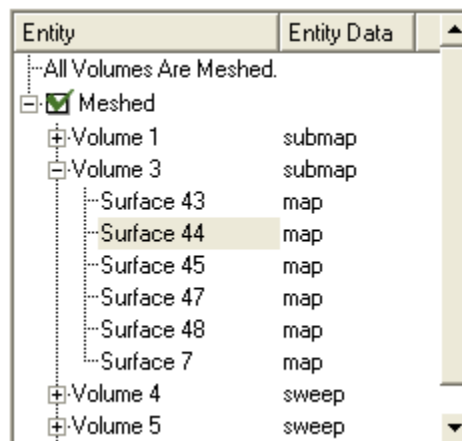 Entity Entity Data
All Volumes Are Meshed.
Meshed
Volume 1 submap
Volume 3 submap
Surface 43 map
Surface 44 map
Surface 45 map
Surface 47 map
Surface 48 map
Surface 7 map
Volume 4 sweep
Volume 5 sweep